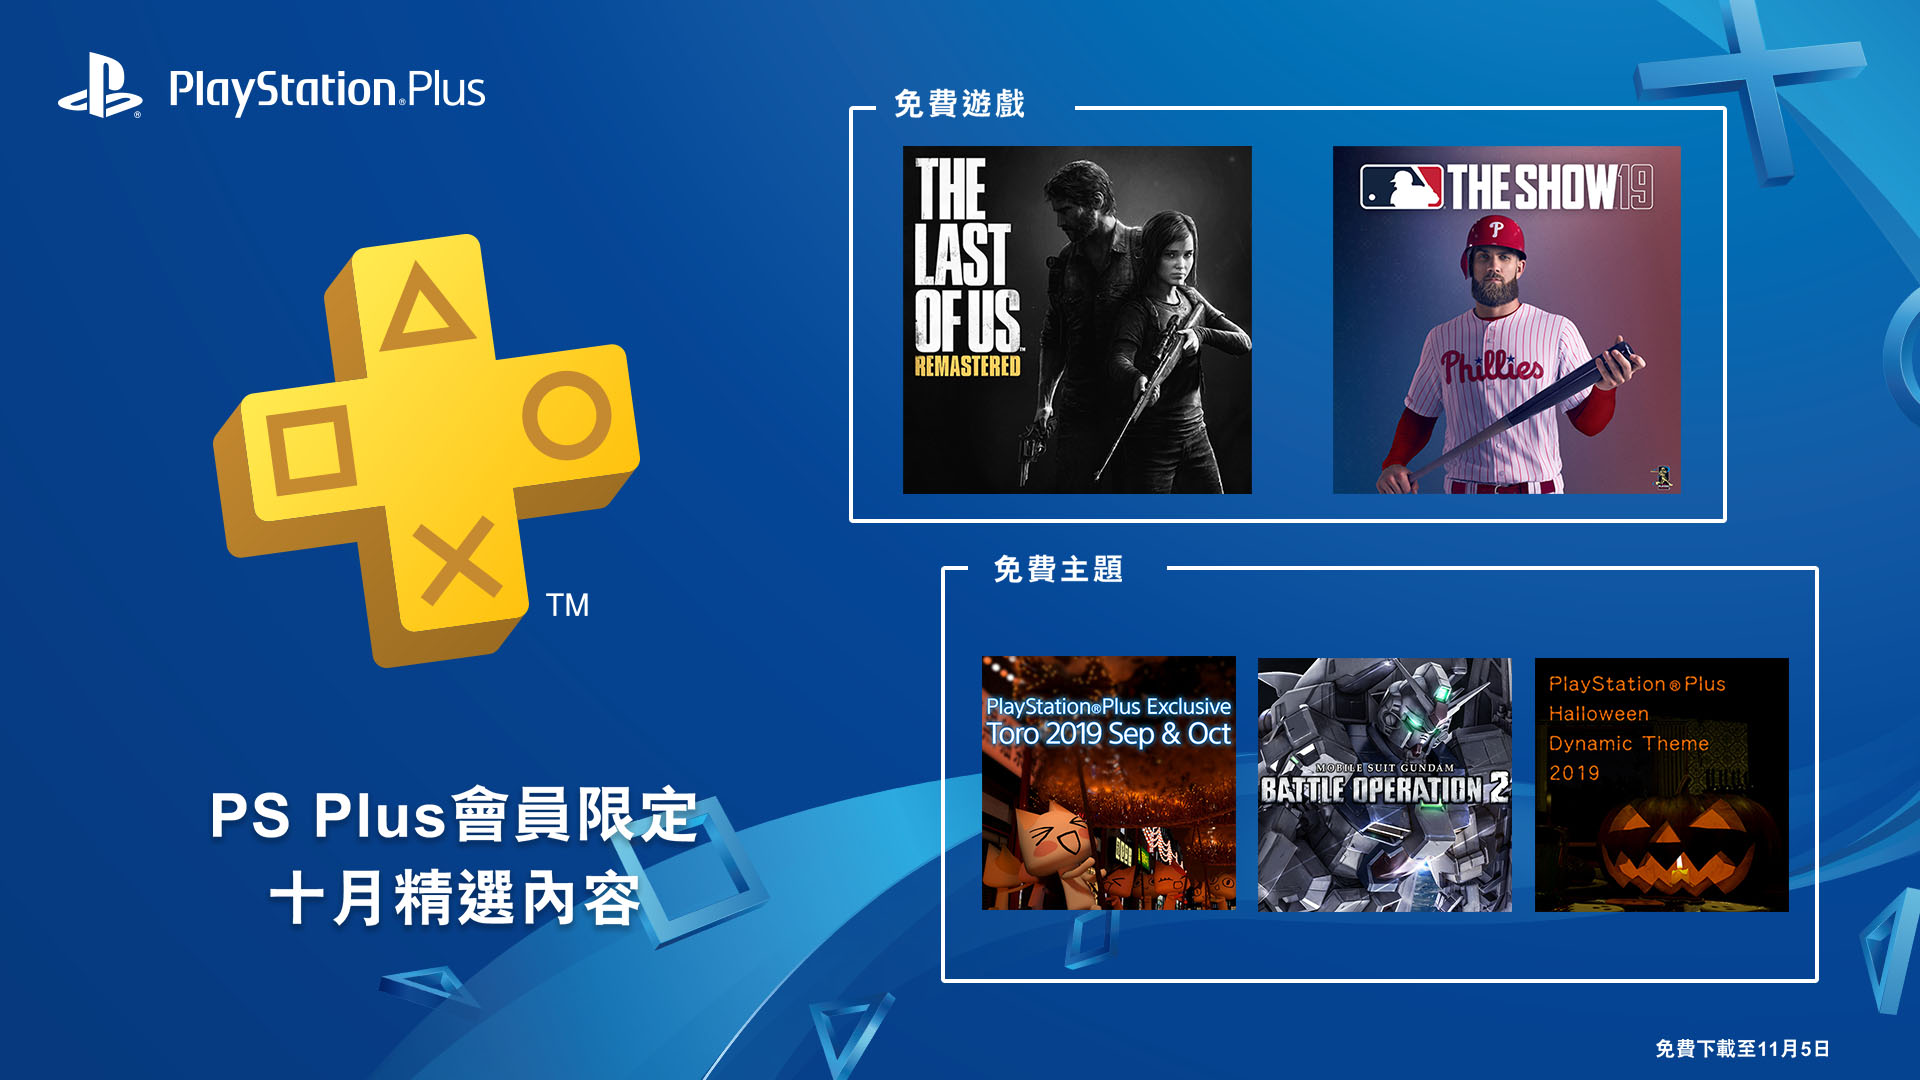 PlayStation®Plus
免費遊戲
THE
LAST
OF US
REMASTERED
THE SHOW 19
P
Phillies
TM
免費主題
PlayStation®Plus Exclusive
Toro 2019 Sep & Oct
MOBILE SUIT GUNDAM
BATTLE OPERATION 2
PlayStation®Plus
Halloween
Dynamic Theme
2019
PS Plus會員限定
十月精選內容
免費下載至11月5日